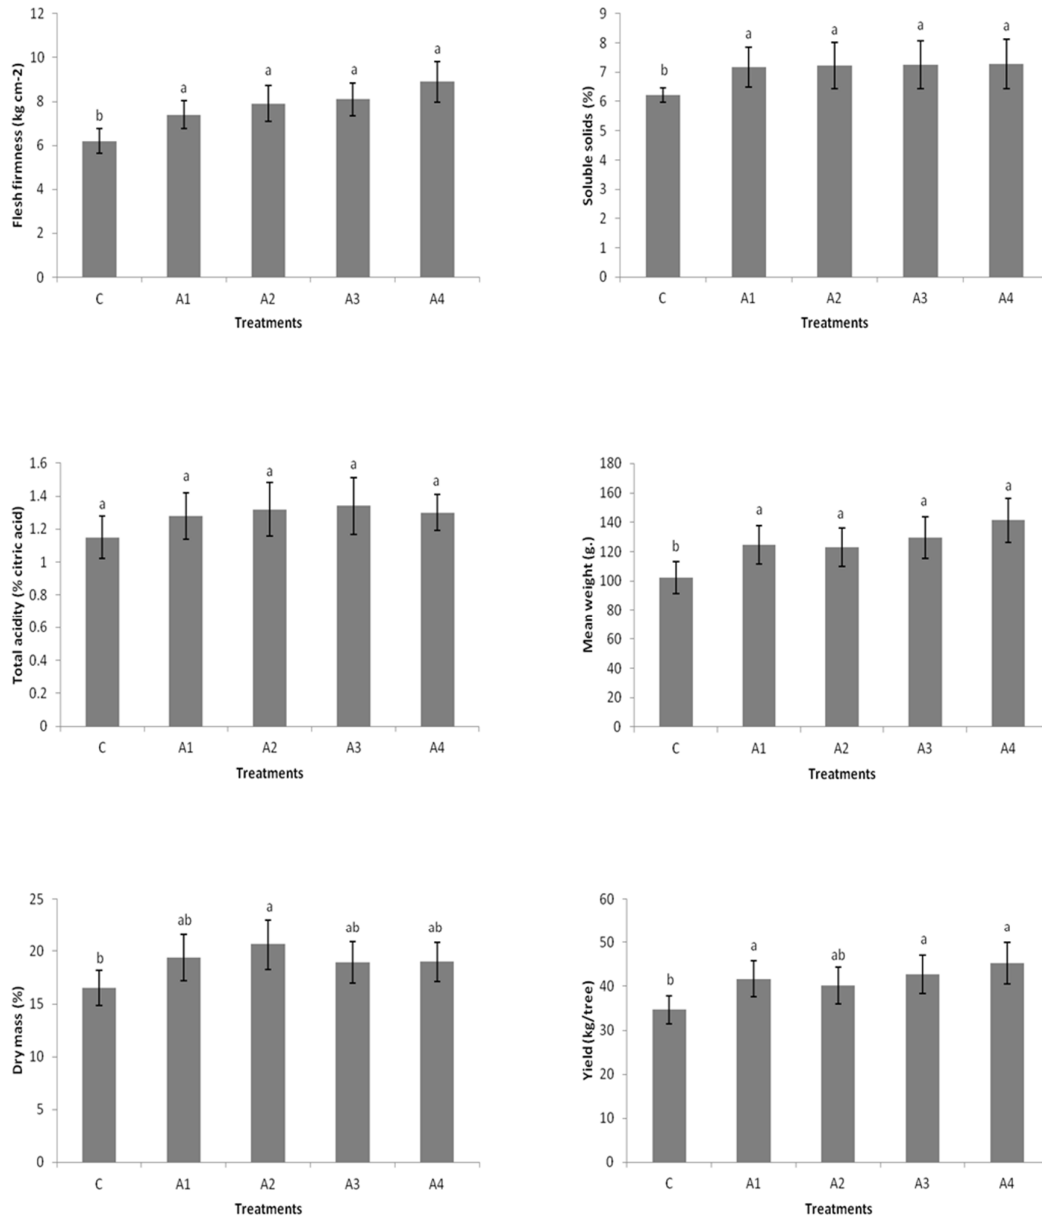 Flesh firmness (kg cm-2)
12
10
8
6
4
2
0
b
a
a
a
a
C A1 A2 A3 A4
Treatments
Soluble solids (%)
9
8
7
6
5
4
3
2
1
0
b
a
a
a
a
C A1 A2 A3 A4
Treatments
Total acidity (% citric acid)
1.6
1.4
1.2
1
0.8
0.6
0.4
0.2
0
a
a
a
a
a
C A1 A2 A3 A4
Treatments
Mean weight (g.)
180
160
140
120
100
80
60
40
20
0
b
a
a
a
a
C A1 A2 A3 A4
Treatments
Dry mass (%)
25
20
15
10
5
0
b
ab
a
ab
ab
C A1 A2 A3 A4
Treatments
Yield (kg/tree)
60
50
40
30
20
10
0
b
a
ab
a
a
C A1 A2 A3 A4
Treatments